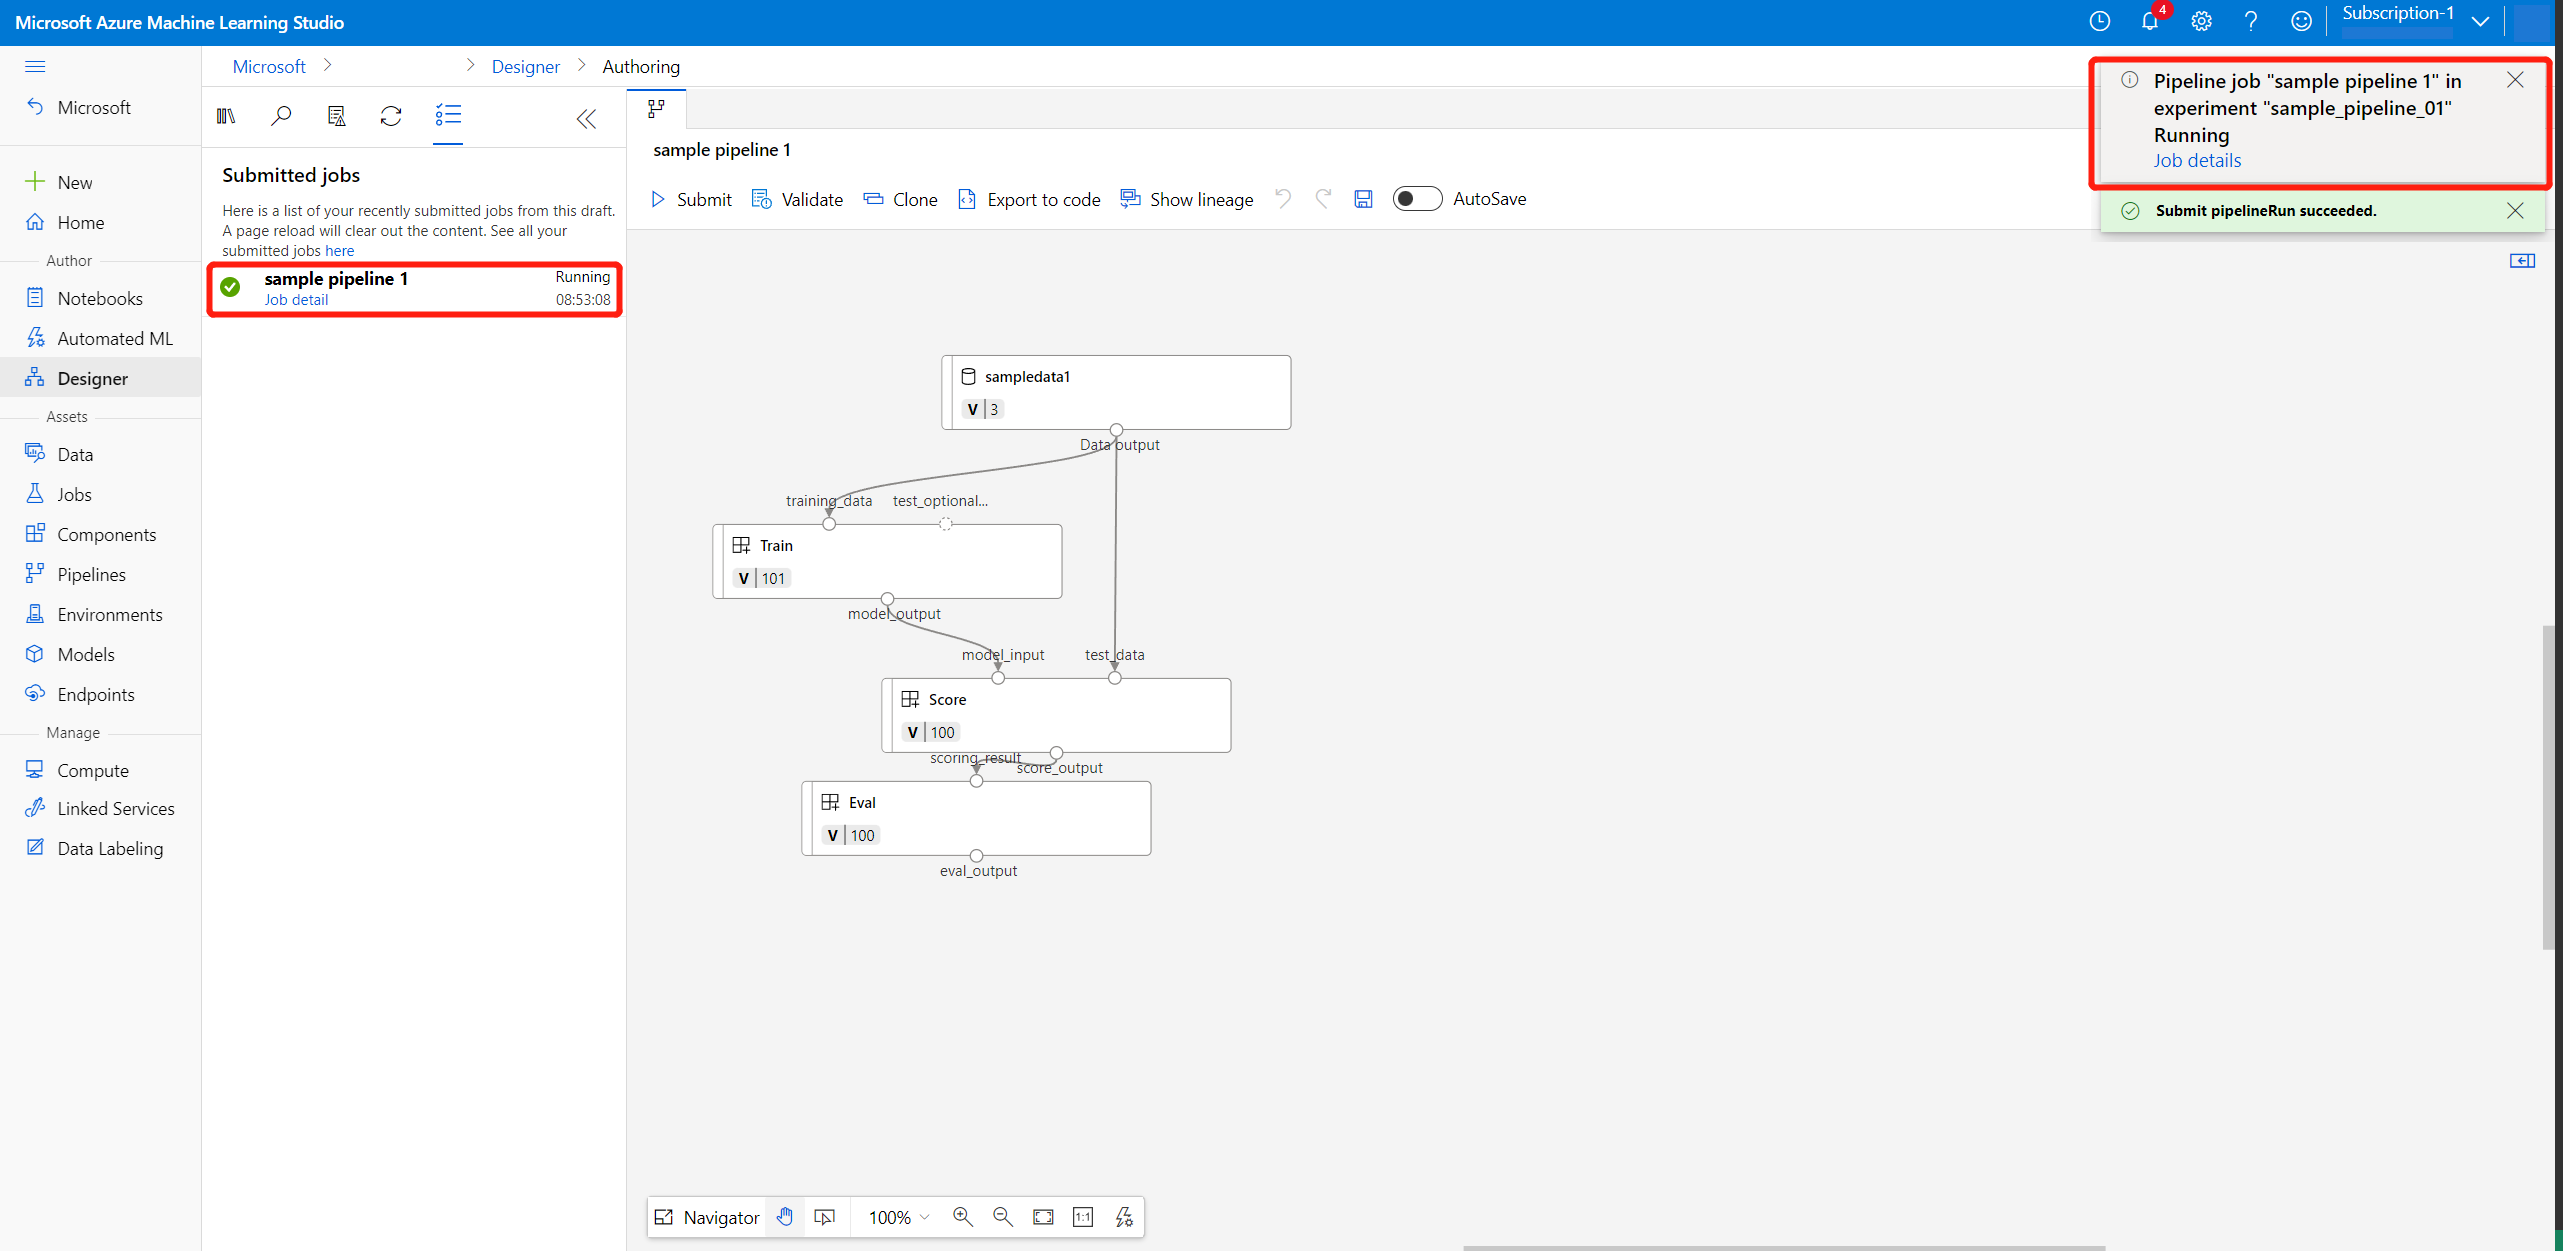 Microsoft Azure Machine Learning Studio
4
Subscription-1
Microsoft
Designer
Authoring
Microsoft
New
Home
Author
Notebooks
Automated ML
Designer
Assets
Data
Jobs
Components
Pipelines
Environments
Models
Endpoints
Manage
Compute
Linked Services
Data Labeling
Submitted jobs
Here is a list of your recently submitted jobs from this draft.
A page reload will clear out the content. See all your
submitted jobs here
sample pipeline 1
Running
Job detail
08:53:08
sample pipeline 1
Submit
Validate
Clone
Export to code
Show lineage
AutoSave
Pipeline job "sample pipeline 1" in
experiment "sample_pipeline_01"
Running
Job details
Submit pipelineRun succeeded.
sampledata1
V 3
Data output
training_data
test_optional...
Train
V 101
model_output
model_input
test_data
Score
V 100
scoring_result
score_output
Eval
V 100
eval_output
Navigator
100%
1:1